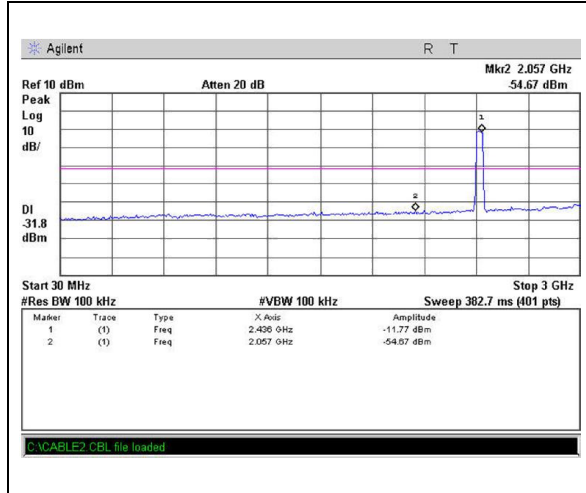 Agilent R T
Mkr2 2.057 GHz
Ref 10 dBm Atten 20 dB -54.67 dBm
Peak
Log
10
dB/
1
2
DI
-31.8
dBm
Start 30 MHz Stop 3 GHz
#Res BW 100 kHz #VBW 100 kHz Sweep 382.7 ms (401 pts)
Marker Trace Type X Axis Amplitude
1 (1) Freq 2.436 GHz -11.77 dBm
2 (1) Freq 2.057 GHz -54.67 dBm
C:\CABLE2.CBL file loaded